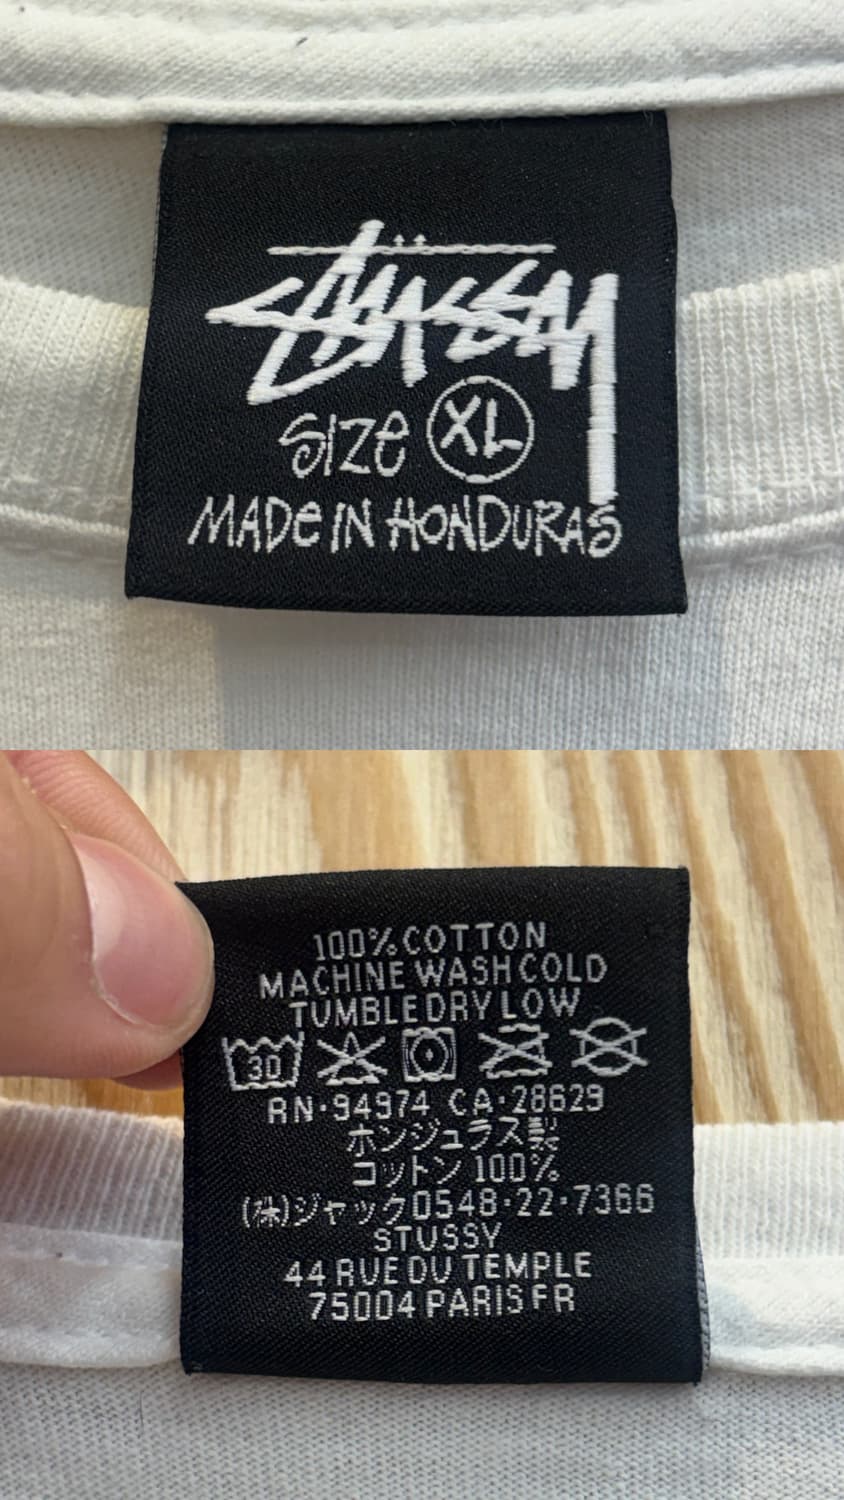 STÜSSY
SIZE XL
MADE IN HONDURAS
100% COTTON
MACHINE WASH COLD
TUMBLE DRY LOW
30
RN·94974 CA·28629
ホンジュラス製
コットン 100%
(株)ジャック0548·22·7366
STUSSY
44 RUE DU TEMPLE
75004 PARIS FR